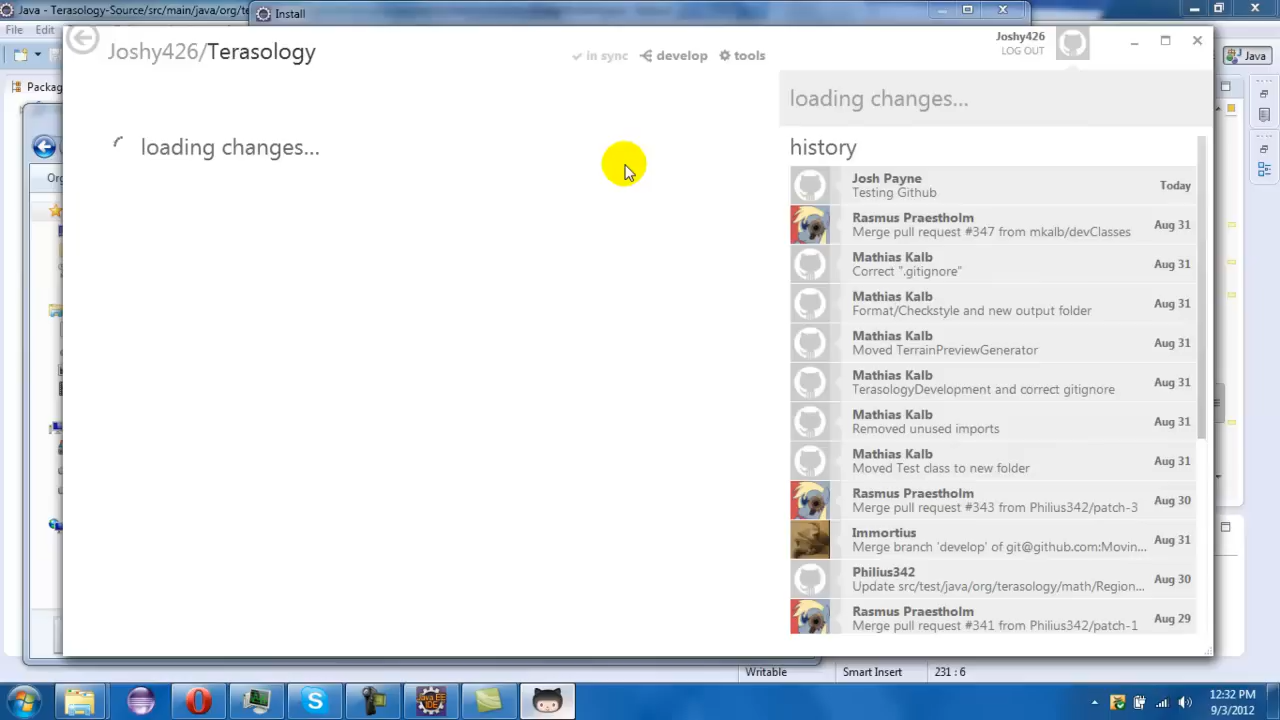 Java - Terasology-Source/src/main/java/org/te
Install
File Edit
Joshy426/Terasology
in sync
develop
tools
Joshy426
LOG OUT
Java
Packag
loading changes...
loading changes...
history
Josh Payne
Testing Github
Today
Rasmus Praestholm
Merge pull request #347 from mkalb/devClasses
Aug 31
Mathias Kalb
Correct ".gitignore"
Aug 31
Mathias Kalb
Format/Checkstyle and new output folder
Aug 31
Mathias Kalb
Moved TerrainPreviewGenerator
Aug 31
Mathias Kalb
TerasologyDevelopment and correct gitignore
Aug 31
Mathias Kalb
Removed unused imports
Aug 31
Mathias Kalb
Moved Test class to new folder
Aug 31
Rasmus Praestholm
Merge pull request #343 from Philius342/patch-3
Aug 30
Immortius
Merge branch 'develop' of git@github.com:Movin...
Aug 31
Philius342
Update src/test/java/org/terasology/math/Region...
Aug 30
Rasmus Praestholm
Merge pull request #341 from Philius342/patch-1
Aug 29
Org
Writable
Smart Insert
231 : 6
Java EE
IDE
12:32 PM
9/3/2012